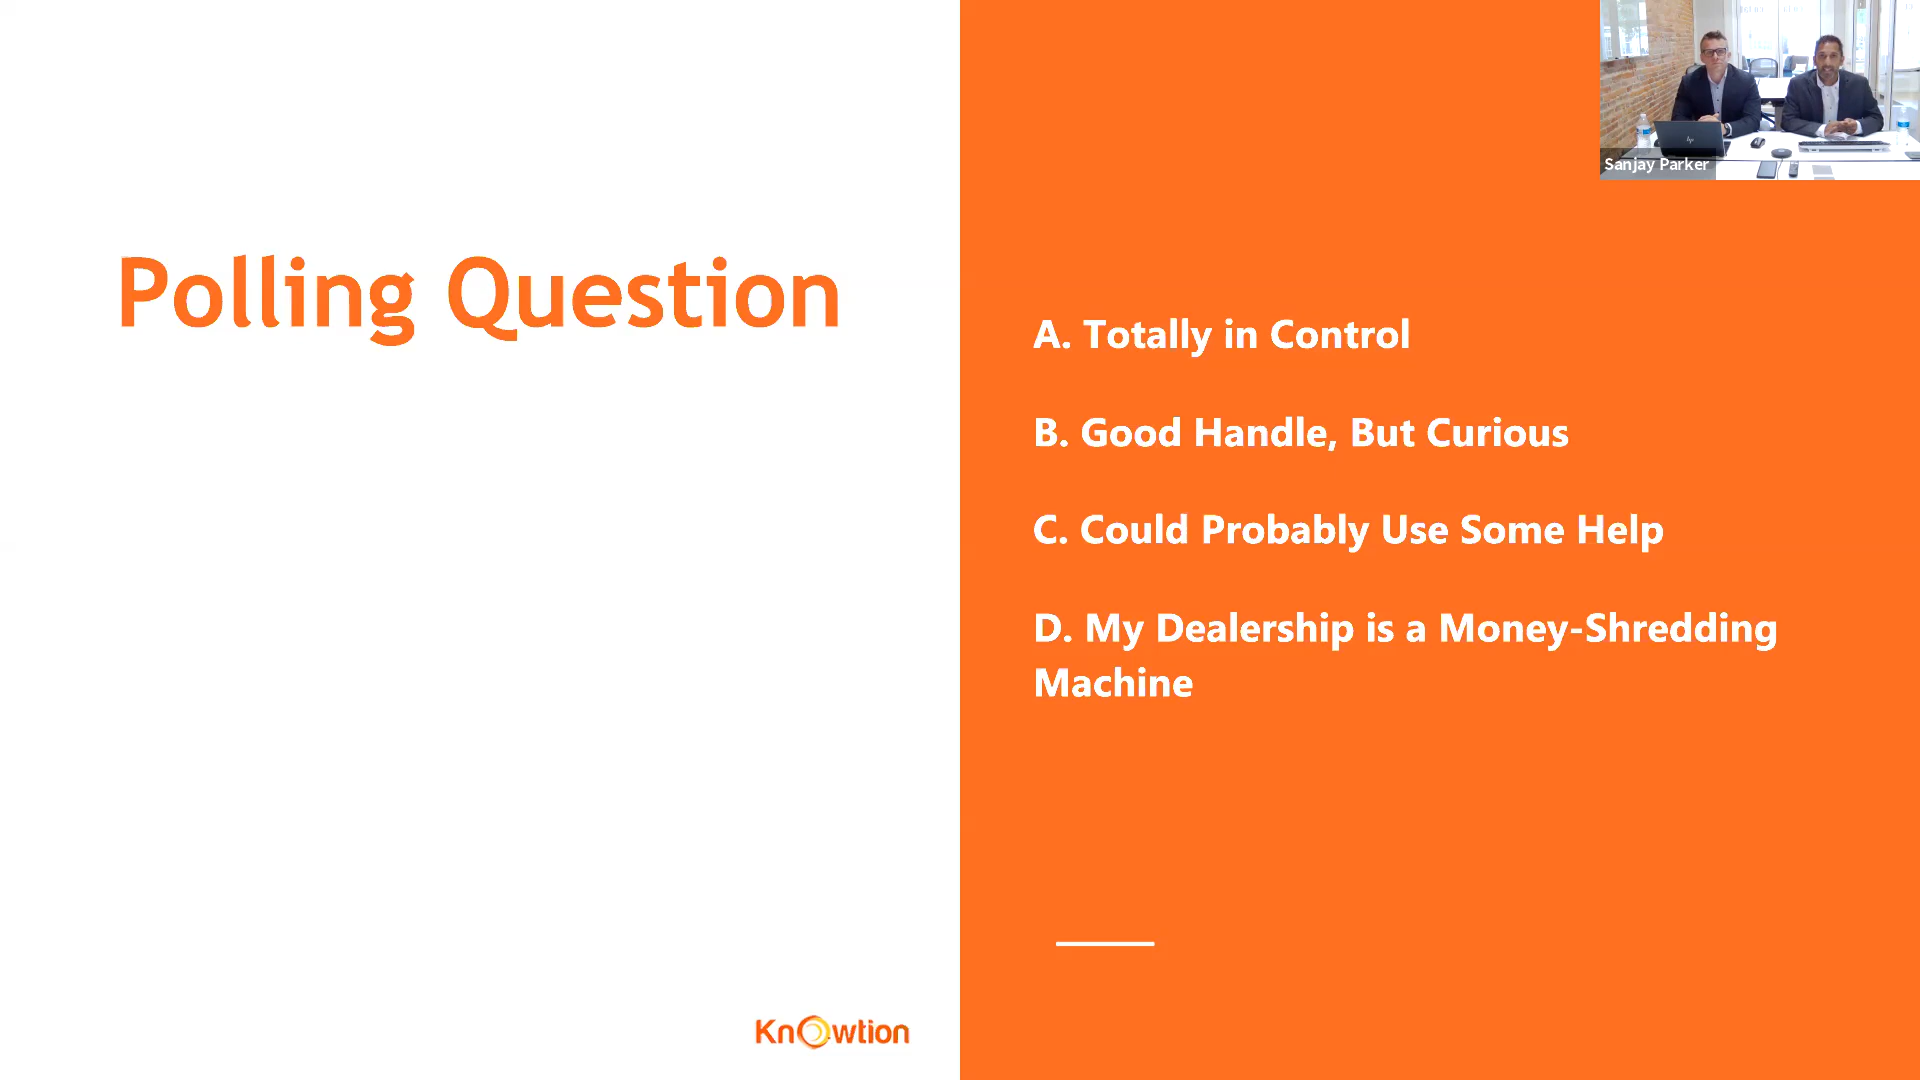 Sanjay Parker
Polling Question
A. Totally in Control
B. Good Handle, But Curious
C. Could Probably Use Some Help
D. My Dealership is a Money-Shredding
Machine
KnOwtion